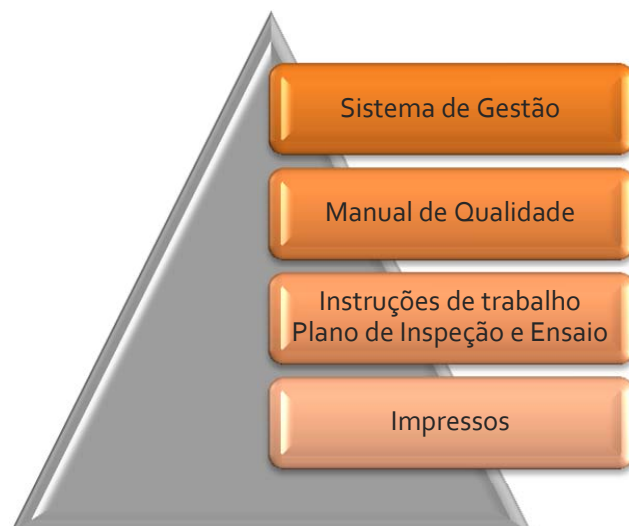 Sistema de Gestão
Manual de Qualidade
Instruções de trabalho
Plano de Inspeção e Ensaio
Impressos